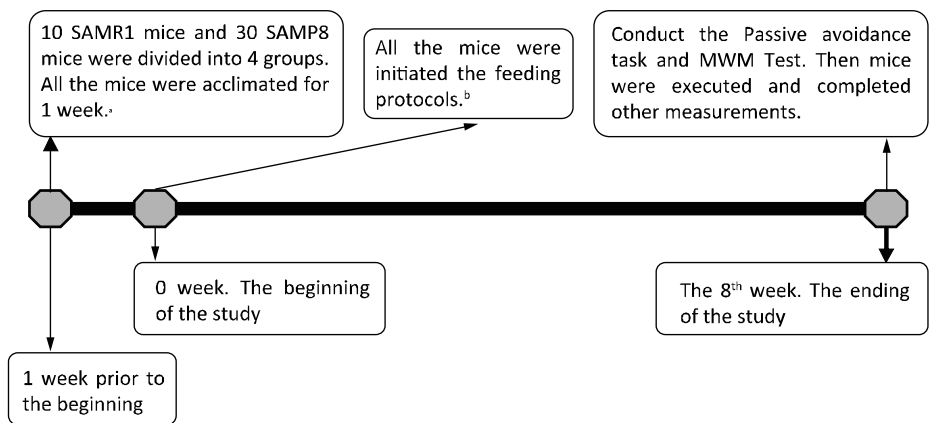 10 SAMR1 mice and 30 SAMP8
mice were divided into 4 groups.
All the mice were acclimated for
1 week.ᵃ
All the mice were
initiated the feeding
protocols.ᵇ
Conduct the Passive avoidance
task and MWM Test. Then mice
were executed and completed
other measurements.
0 week. The beginning
of the study
The 8ᵗʰ week. The ending
of the study
1 week prior to
the beginning